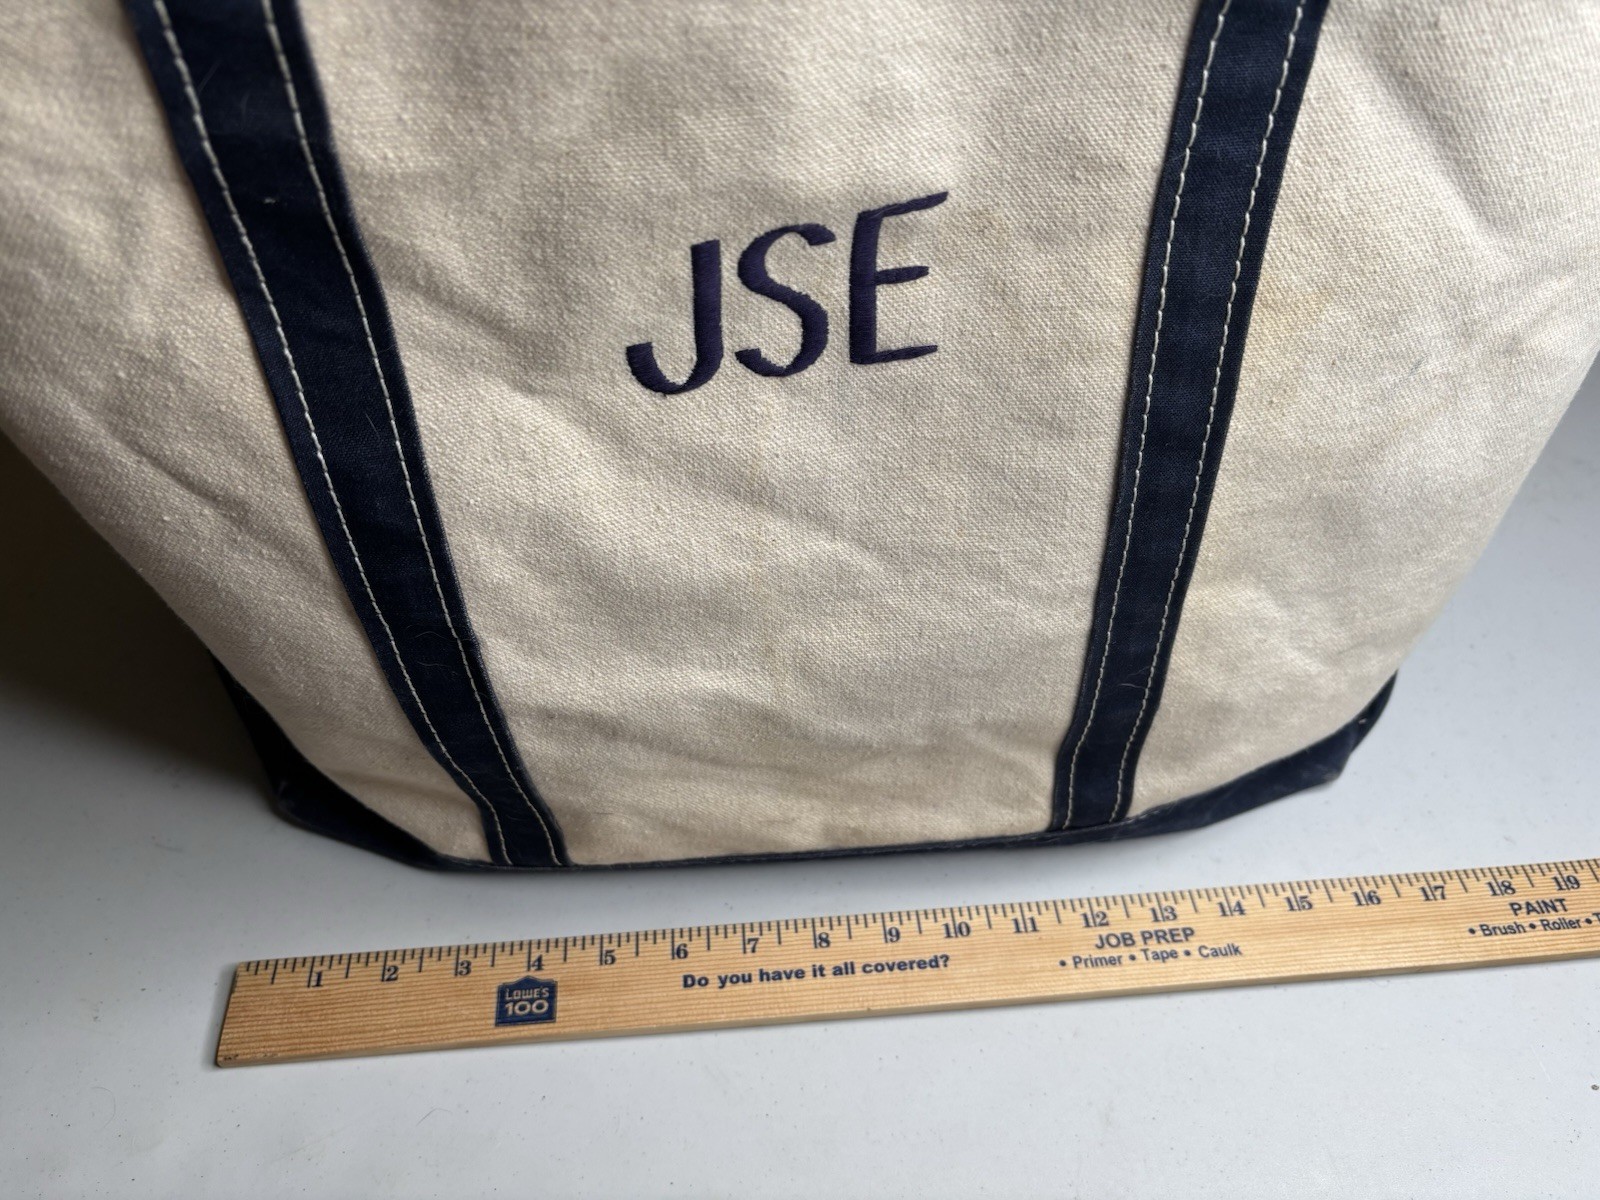 JSE
1 2 3 4 5 6 7 8 9 10 11 12 13 14 15 16 17 18 19
LOWE'S
100
Do you have it all covered?
JOB PREP
• Primer • Tape • Caulk
PAINT
• Brush • Roller •